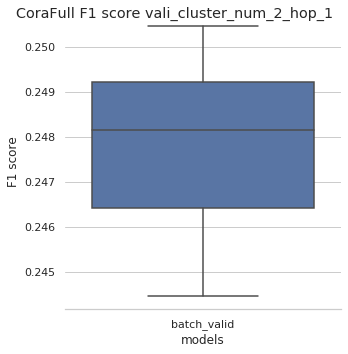 CoraFull F1 score vali_cluster_num_2_hop_1
0.250
0.249
0.248
0.247
0.246
0.245
F1 score
batch_valid
models